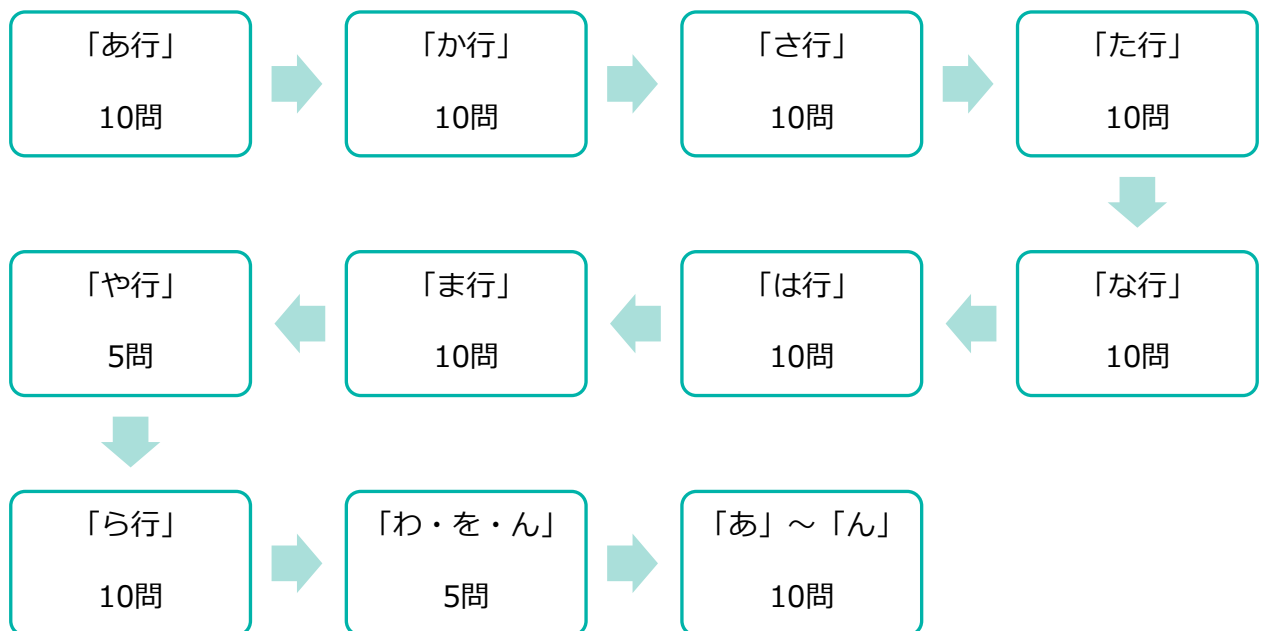 「あ行」
10問
「か行」
10問
「さ行」
10問
「た行」
10問
「な行」
10問
「は行」
10問
「ま行」
10問
「や行」
5問
「ら行」
10問
「わ・を・ん」
5問
「あ」～「ん」
10問